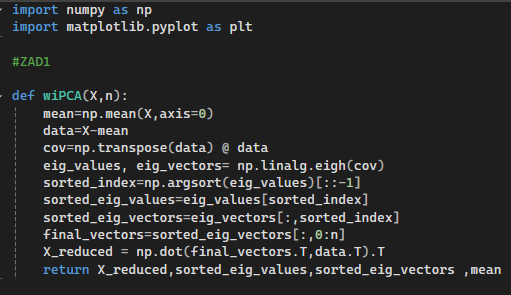 import numpy as np
import matplotlib.pyplot as plt
#ZAD1
def wiPCA(X,n):
    mean=np.mean(X,axis=0)
    data=X-mean
    cov=np.transpose(data) @ data
    eig_values, eig_vectors= np.linalg.eigh(cov)
    sorted_index=np.argsort(eig_values)[::-1]
    sorted_eig_values=eig_values[sorted_index]
    sorted_eig_vectors=eig_vectors[:,sorted_index]
    final_vectors=sorted_eig_vectors[:,0:n]
    X_reduced = np.dot(final_vectors.T,data.T).T
    return X_reduced,sorted_eig_values,sorted_eig_vectors ,mean